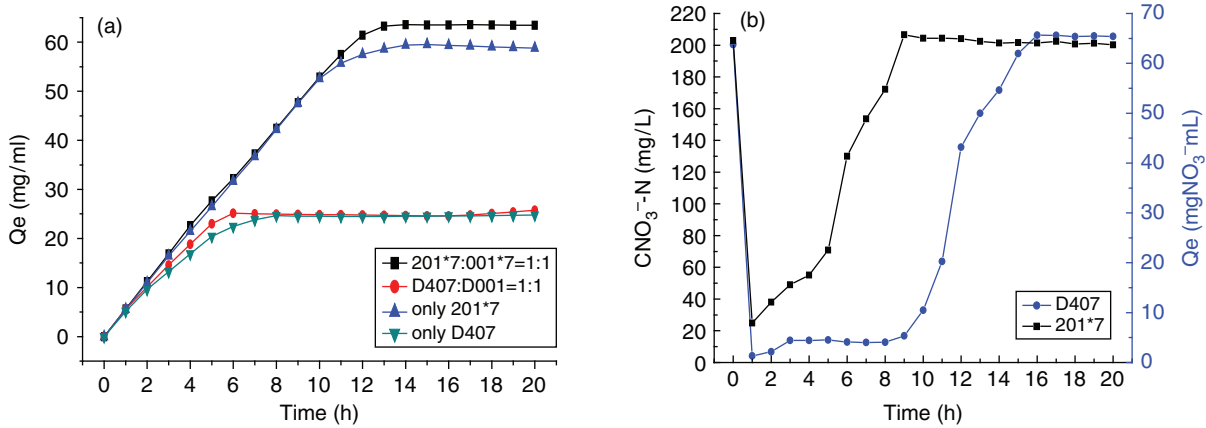 (a)
Qe (mg/ml)
60
50
40
30
20
10
0
201*7:001*7=1:1
D407:D001=1:1
only 201*7
only D407
0 2 4 6 8 10 12 14 16 18 20
Time (h)
(b)
CNO₃⁻-N (mg/L)
220
200
180
160
140
120
100
80
60
40
20
0
D407
201*7
0 2 4 6 8 10 12 14 16 18 20
Time (h)
70
60
50
40
30
20
10
0
Qe (mgNO₃⁻mL)